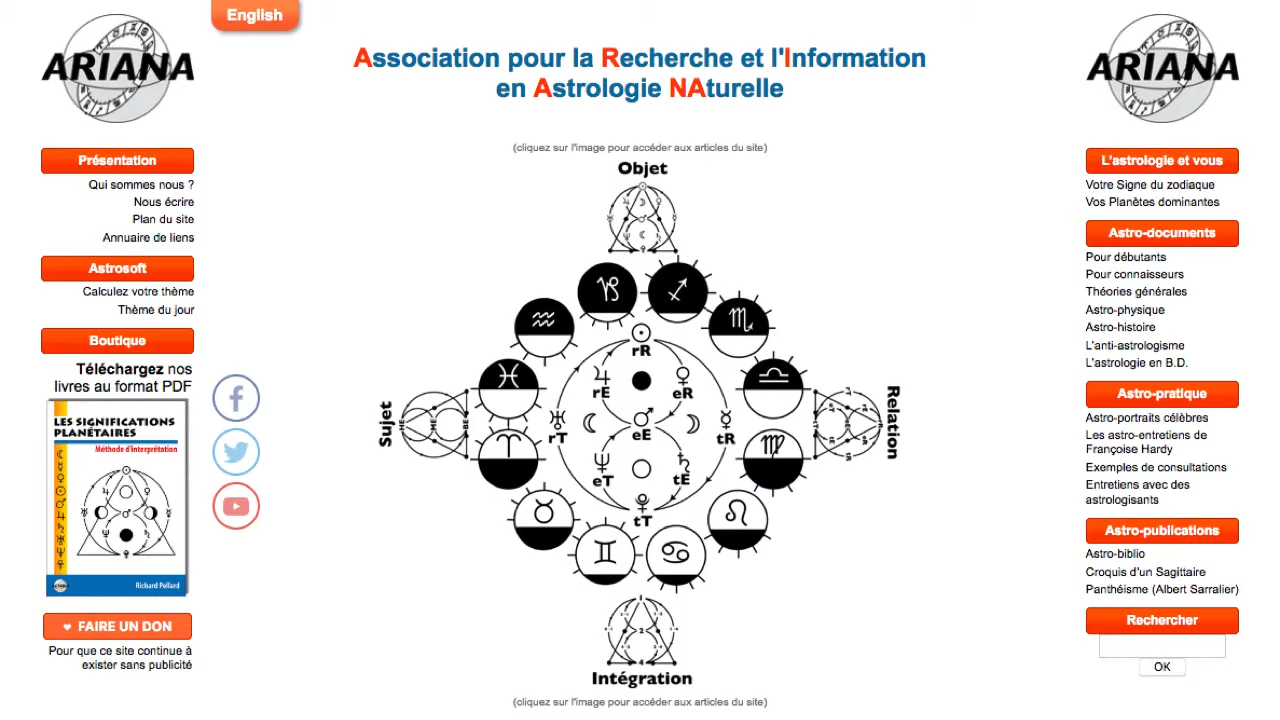 English
ARIANA
Association pour la Recherche et l'Information
en Astrologie NAturelle
ARIANA
Présentation
Qui sommes nous ?
Nous écrire
Plan du site
Annuaire de liens
Astrosoft
Calculez votre thème
Thème du jour
Boutique
Téléchargez nos
livres au format PDF
LES SIGNIFICATIONS
PLANÉTAIRES
Méthode d'interprétation
Richard Pellard
FAIRE UN DON
Pour que ce site continue à
exister sans publicité
(cliquez sur l'image pour accéder aux articles du site)
Objet
Sujet
Relation
rR
rE
eR
rT
eE
tR
eT
tE
tT
Intégration
(cliquez sur l'image pour accéder aux articles du site)
L'astrologie et vous
Votre Signe du zodiaque
Vos Planètes dominantes
Astro-documents
Pour débutants
Pour connaisseurs
Théories générales
Astro-physique
Astro-histoire
L'anti-astrologisme
L'astrologie en B.D.
Astro-pratique
Astro-portraits célèbres
Les astro-entretiens de
Françoise Hardy
Exemples de consultations
Entretiens avec des
astrologisants
Astro-publications
Astro-biblio
Croquis d'un Sagittaire
Panthéisme (Albert Sarralier)
Rechercher
OK